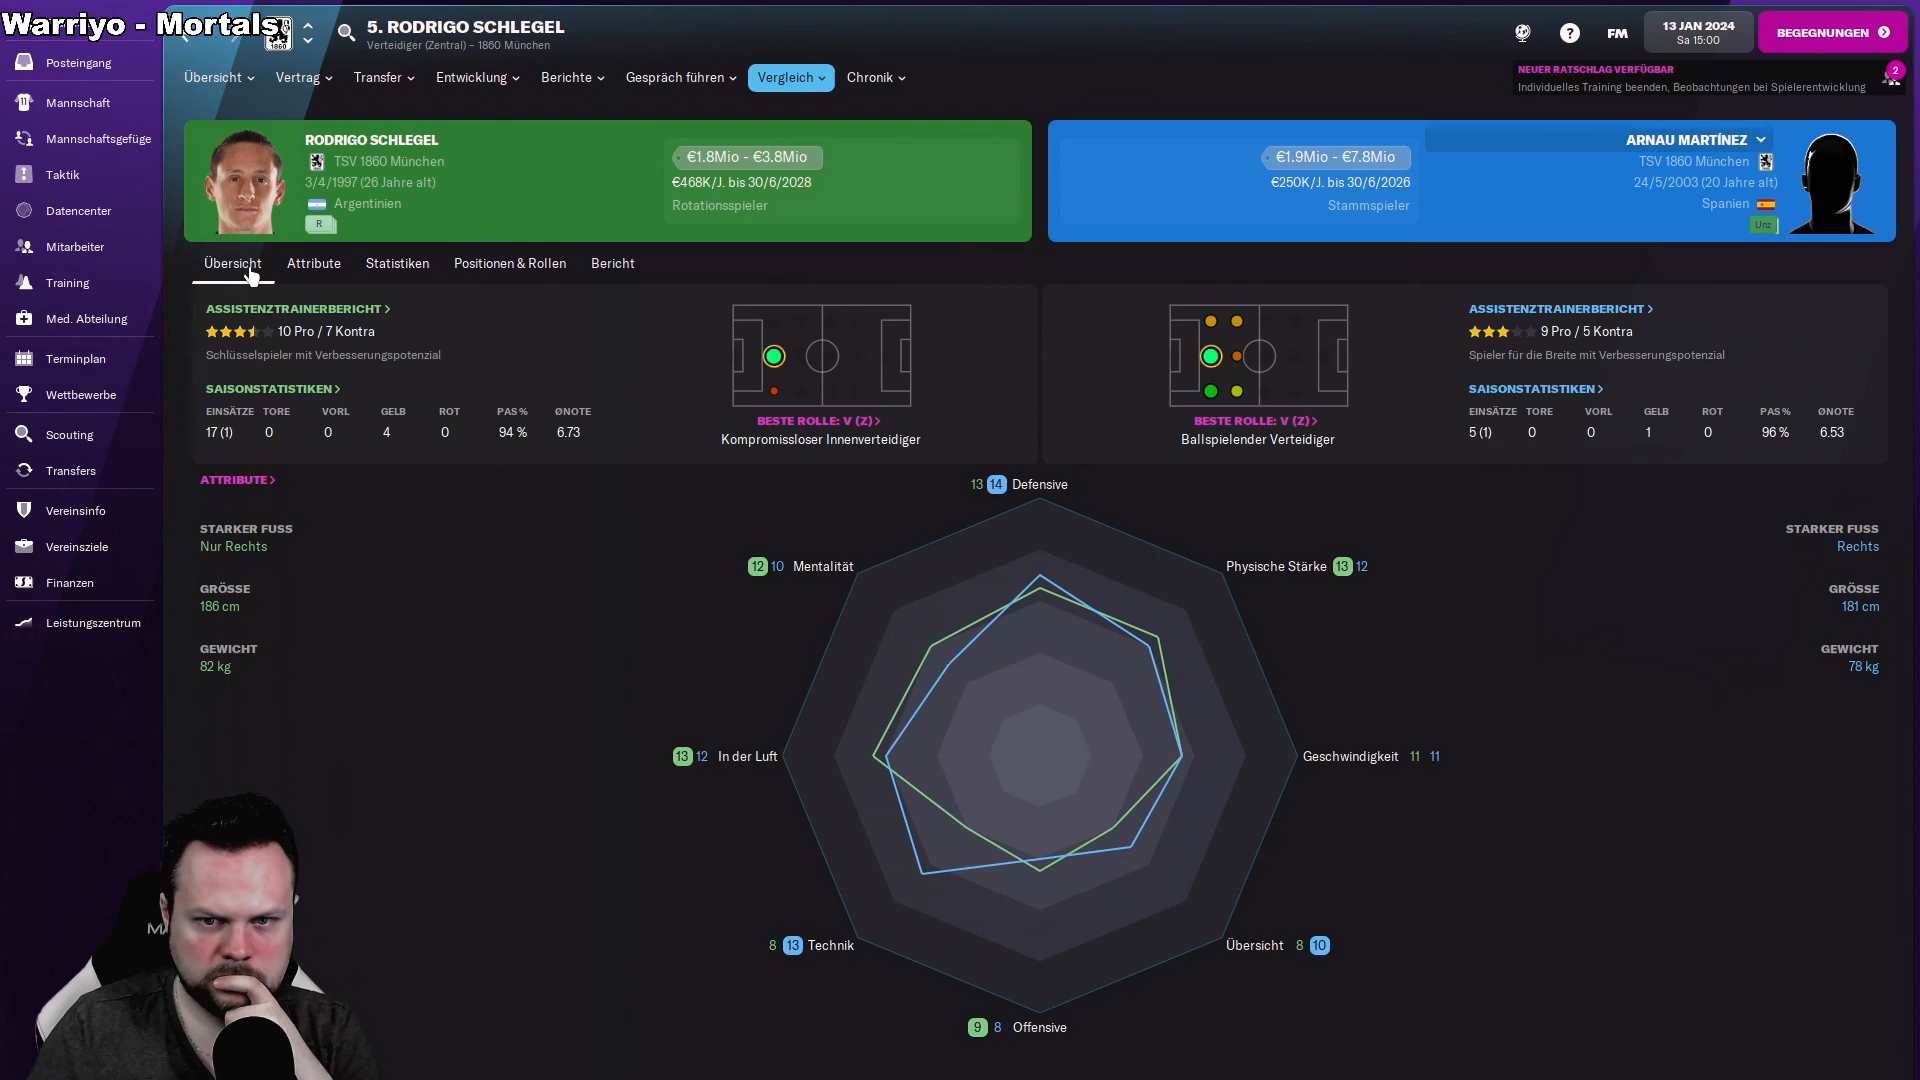 Warriyo - Mortals
5. RODRIGO SCHLEGEL
Verteidiger (Zentral) – 1860 München
FM
13 JAN 2024
Sa 15:00
BEGEGNUNGEN
Übersicht
Vertrag
Transfer
Entwicklung
Berichte
Gespräch führen
Vergleich
Chronik
NEUER RATSCHLAG VERFÜGBAR
Individuelles Training beenden, Beobachtungen bei Spielerentwicklung
2
Posteingang
Mannschaft
Mannschaftsgefüge
Taktik
Datencenter
Mitarbeiter
Training
Med. Abteilung
Terminplan
Wettbewerbe
Scouting
Transfers
Vereinsinfo
Vereinsziele
Finanzen
Leistungszentrum
RODRIGO SCHLEGEL
TSV 1860 München
3/4/1997 (26 Jahre alt)
Argentinien
R
€1.8Mio - €3.8Mio
€468K/J. bis 30/6/2028
Rotationsspieler
€1.9Mio - €7.8Mio
€250K/J. bis 30/6/2026
Stammspieler
ARNAU MARTÍNEZ
TSV 1860 München
24/5/2003 (20 Jahre alt)
Spanien
Unz
Übersicht
Attribute
Statistiken
Positionen & Rollen
Bericht
ASSISTENZTRAINERBERICHT >
10 Pro / 7 Kontra
Schlüsselspieler mit Verbesserungspotenzial
SAISONSTATISTIKEN >
EINSÄTZE TORE VORL GELB ROT PAS % ØNOTE
17 (1) 0 0 4 0 94 % 6.73
BESTE ROLLE: V (Z) >
Kompromissloser Innenverteidiger
BESTE ROLLE: V (Z) >
Ballspielender Verteidiger
ASSISTENZTRAINERBERICHT >
9 Pro / 5 Kontra
Spieler für die Breite mit Verbesserungspotenzial
SAISONSTATISTIKEN >
EINSÄTZE TORE VORL GELB ROT PAS % ØNOTE
5 (1) 0 0 1 0 96 % 6.53
ATTRIBUTE >
STARKER FUSS
Nur Rechts
GRÖSSE
186 cm
GEWICHT
82 kg
13 14 Defensive
12 10 Mentalität
Physische Stärke 13 12
13 12 In der Luft
Geschwindigkeit 11 11
8 13 Technik
Übersicht 8 10
9 8 Offensive
STARKER FUSS
Rechts
GRÖSSE
181 cm
GEWICHT
78 kg